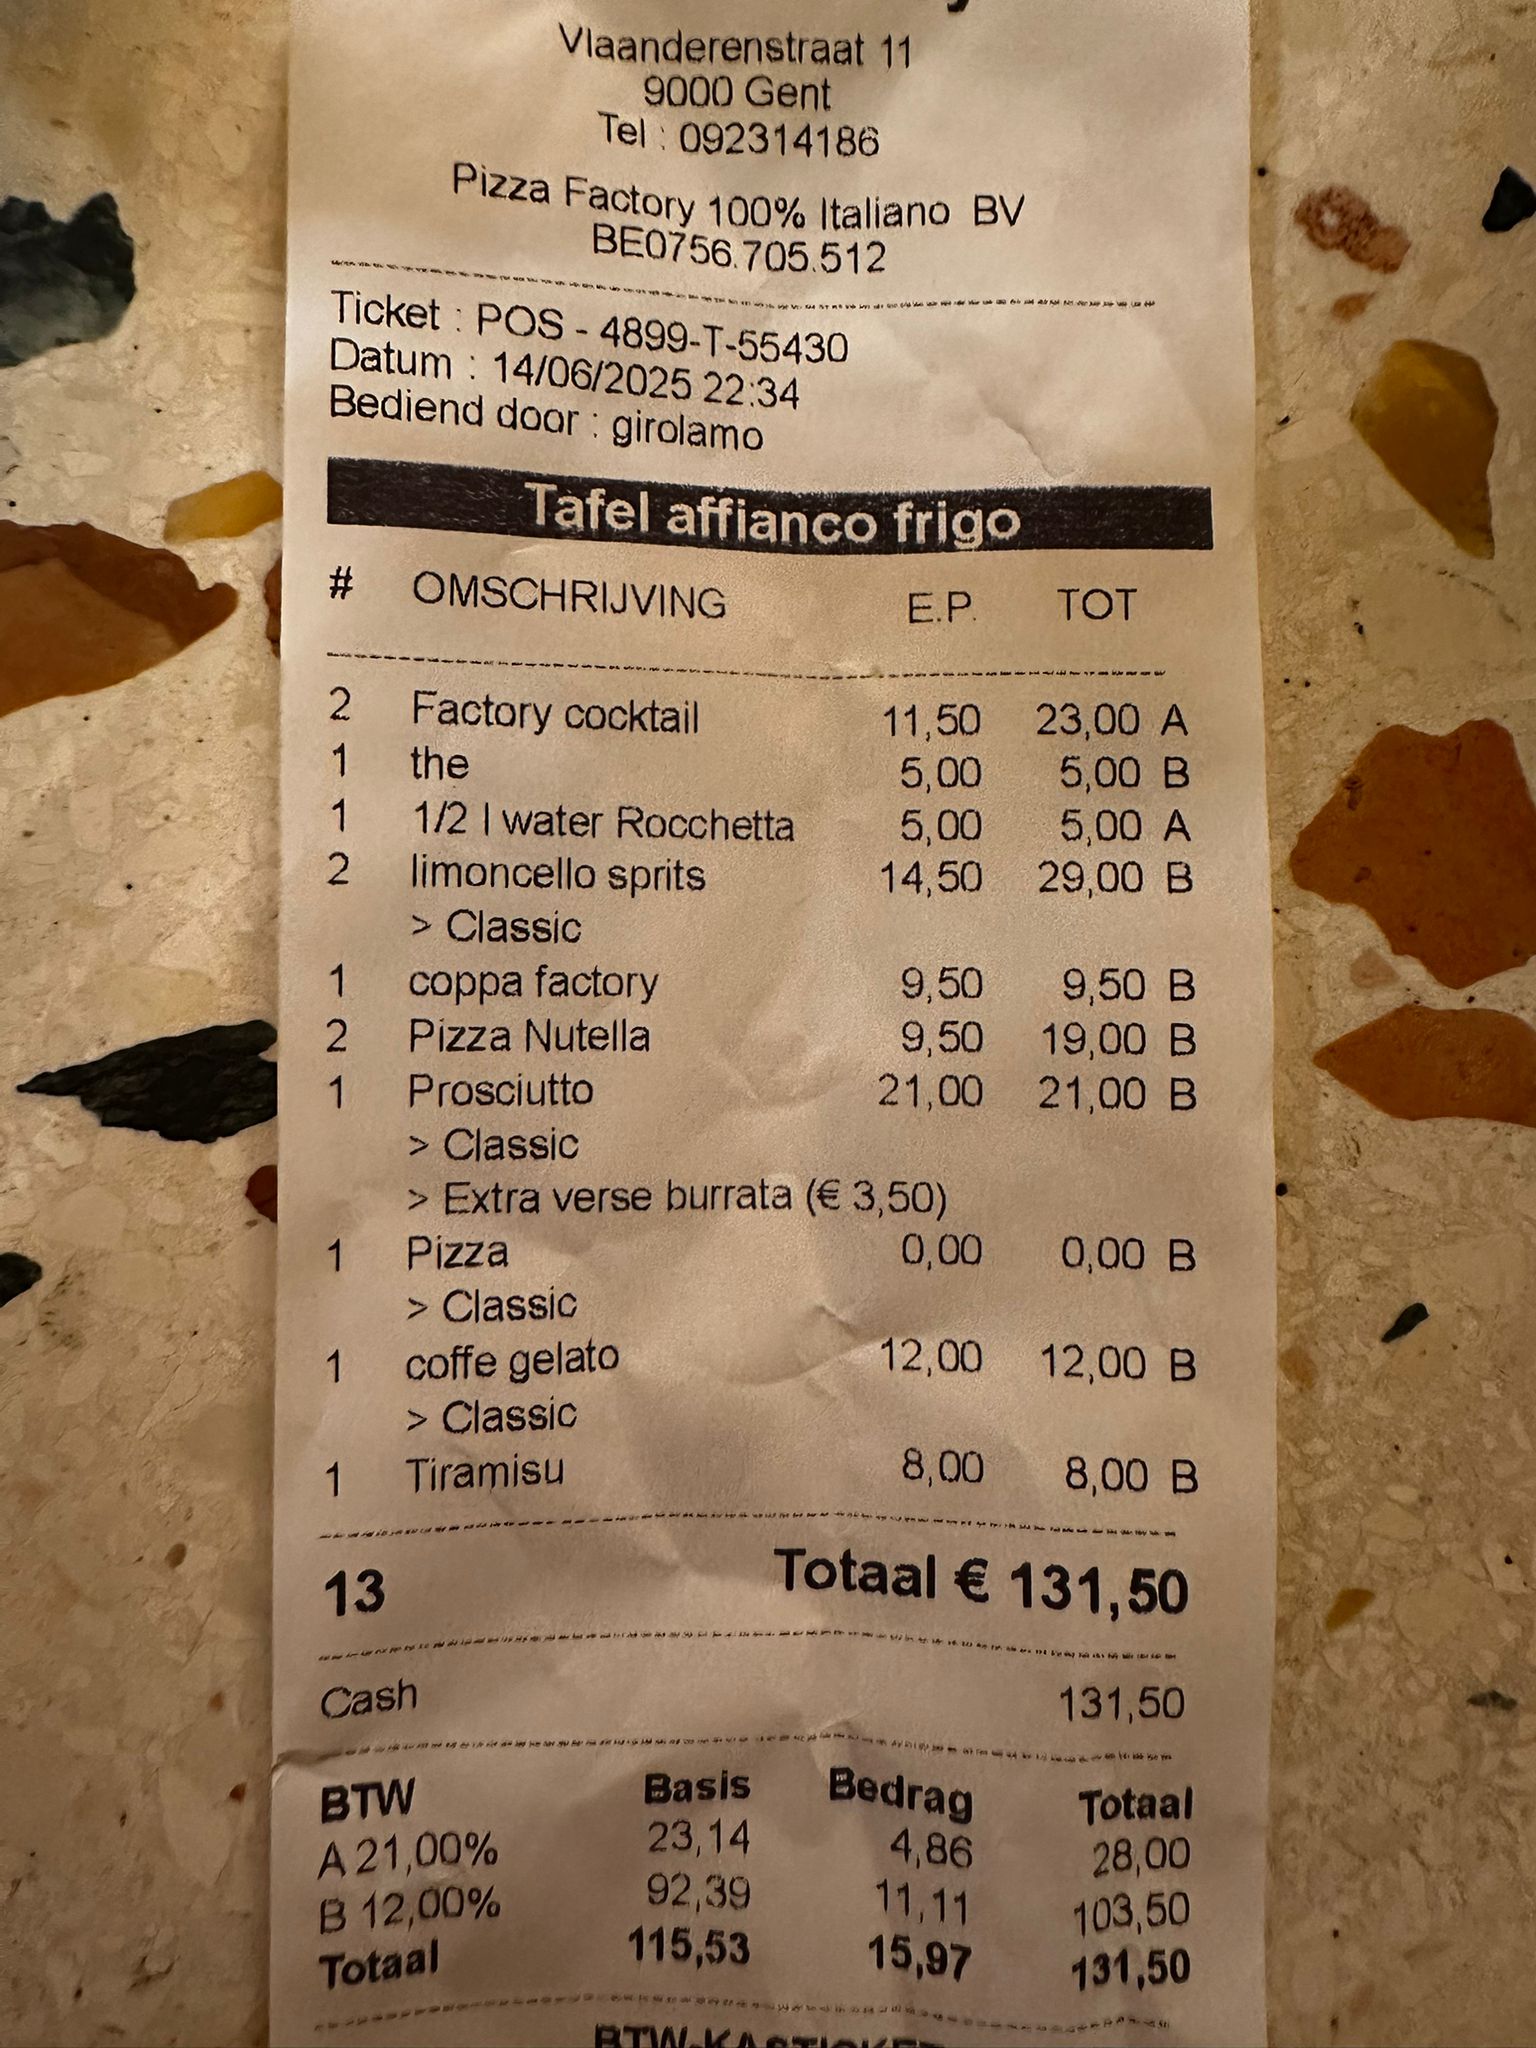 Vlaanderenstraat 11
9000 Gent
Tel : 092314186
Pizza Factory 100% Italiano BV
BE0756.705.512
Ticket : POS - 4899-T-55430
Datum : 14/06/2025 22:34
Bediend door : girolamo
Tafel affianco frigo
# OMSCHRIJVING E.P. TOT
2 Factory cocktail 11,50 23,00 A
1 the 5,00 5,00 B
1 1/2 l water Rocchetta 5,00 5,00 A
2 limoncello sprits 14,50 29,00 B
> Classic
1 coppa factory 9,50 9,50 B
2 Pizza Nutella 9,50 19,00 B
1 Prosciutto 21,00 21,00 B
> Classic
> Extra verse burrata (€ 3,50)
1 Pizza 0,00 0,00 B
> Classic
1 coffe gelato 12,00 12,00 B
> Classic
1 Tiramisu 8,00 8,00 B
13 Totaal € 131,50
Cash 131,50
BTW Basis Bedrag Totaal
A 21,00% 23,14 4,86 28,00
B 12,00% 92,39 11,11 103,50
Totaal 115,53 15,97 131,50
BTW-KASTICKET